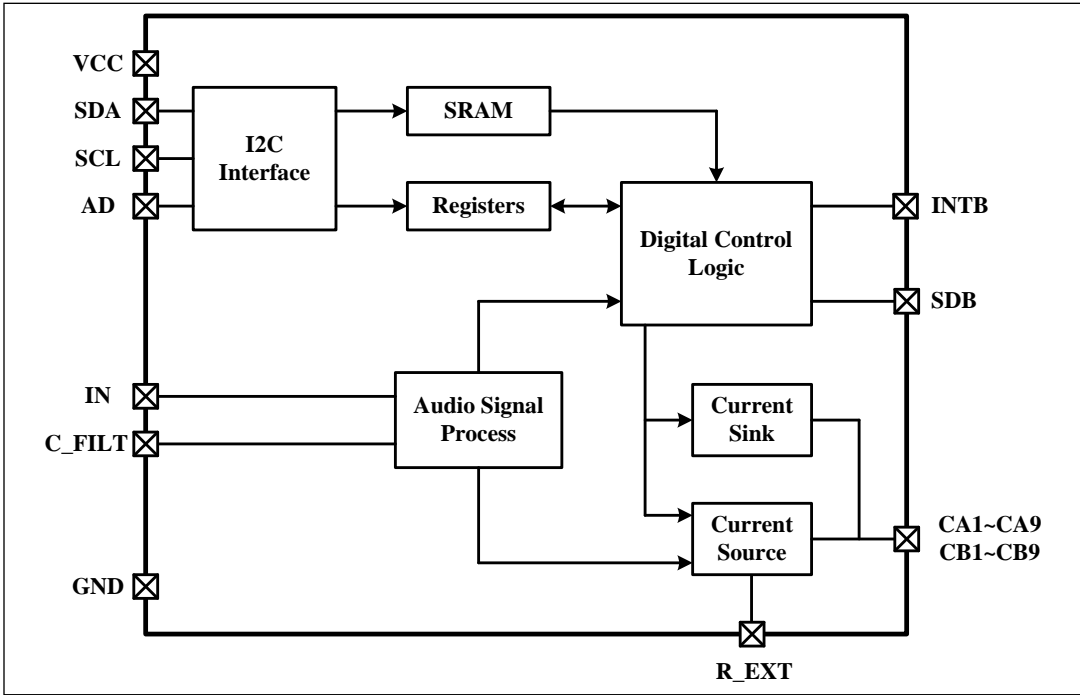 VCC
SDA
SCL
AD
I2C
Interface
SRAM
Registers
Digital Control
Logic
INTB
SDB
IN
C_FILT
Audio Signal
Process
Current
Sink
Current
Source
CA1~CA9
CB1~CB9
GND
R_EXT